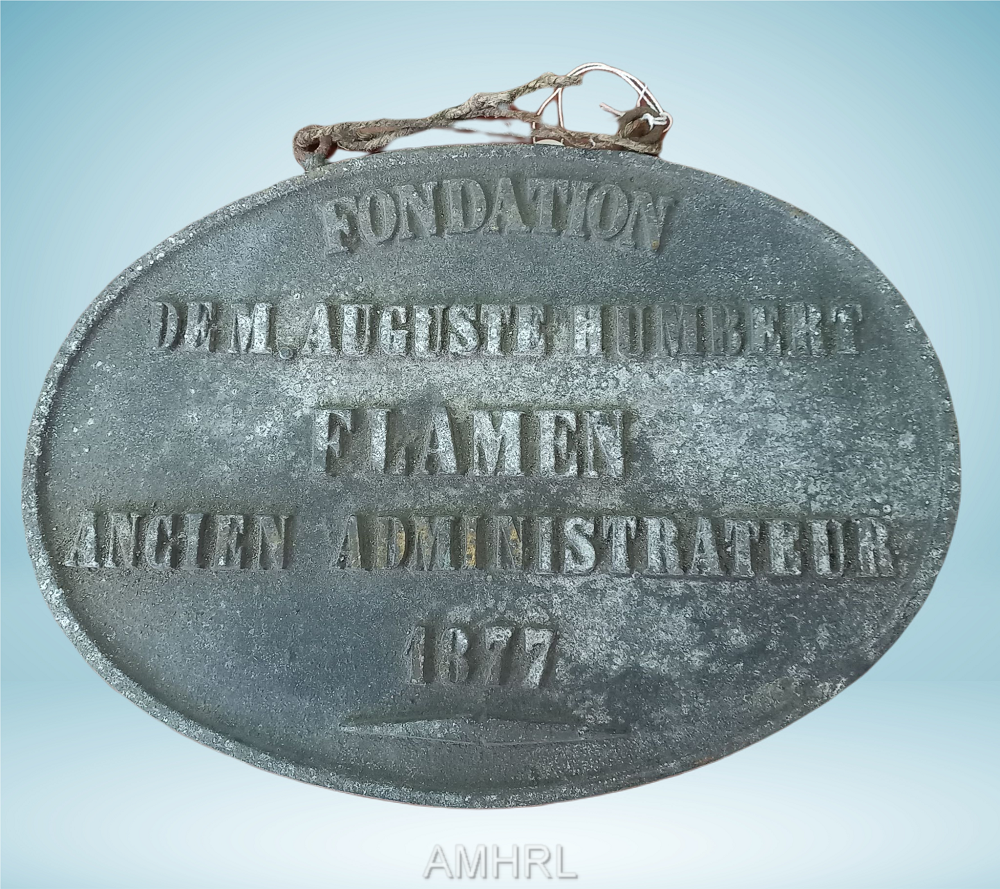 FONDATION
DE M. AUGUSTE HUMBERT
FLAMEN
ANCIEN ADMINISTRATEUR
1877
AMHRL